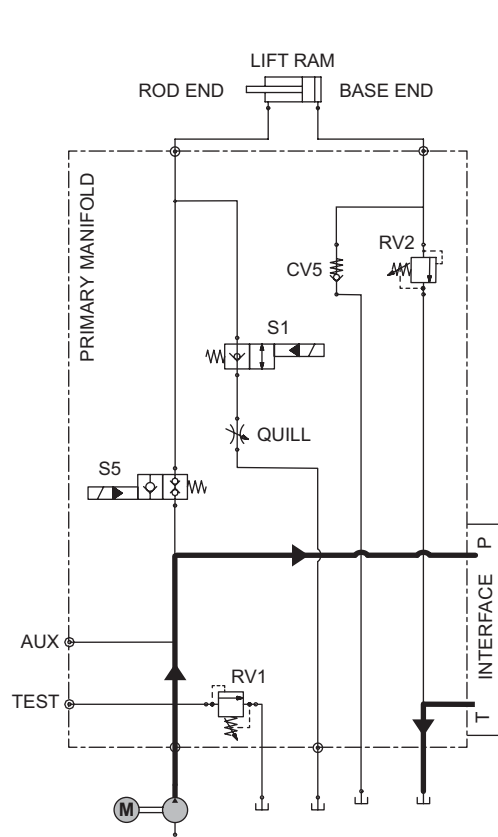 LIFT RAM
ROD END
BASE END
PRIMARY MANIFOLD
RV2
CV5
S1
QUILL
S5
P
INTERFACE
AUX
RV1
TEST
T
M